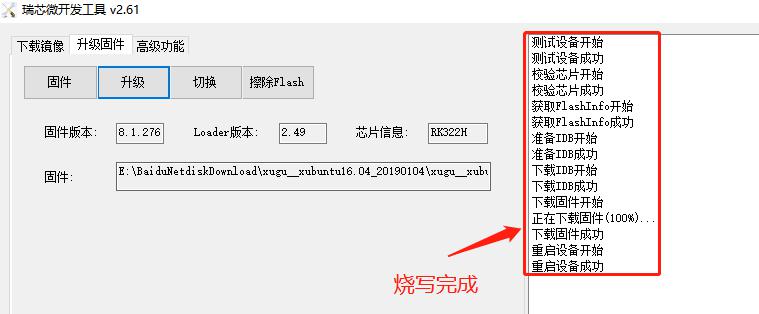 瑞芯微开发工具 v2.61
下载镜像 升级固件 高级功能
固件 升级 切换 擦除Flash
固件版本: 8.1.276 Loader版本: 2.49 芯片信息: RK322H
固件: E:\BaiduNetdiskDownload\xugu__xubuntu16.04_20190104\xugu__xubu
测试设备开始
测试设备成功
校验芯片开始
校验芯片成功
获取FlashInfo开始
获取FlashInfo成功
准备IDB开始
准备IDB成功
下载IDB开始
下载IDB成功
下载固件开始
正在下载固件(100%)...
下载固件成功
重启设备开始
重启设备成功
烧写完成